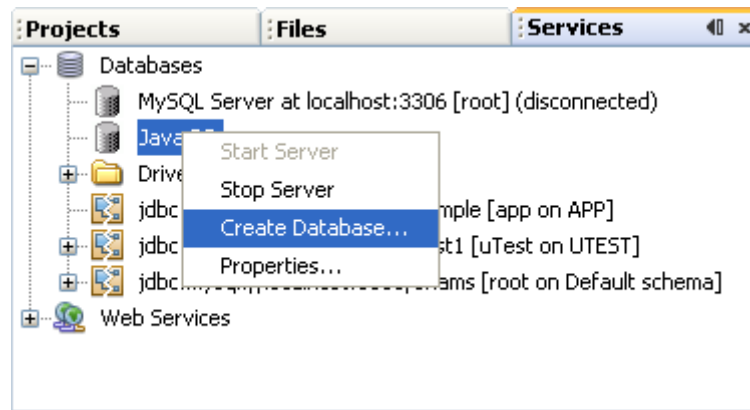 Projects Files Services
Databases
MySQL Server at localhost:3306 [root] (disconnected)
Java
Start Server
Drive
Stop Server
jdbc mple [app on APP]
Create Database...
jdbc st1 [uTest on UTEST]
Properties...
jdbc ams [root on Default schema]
Web Services